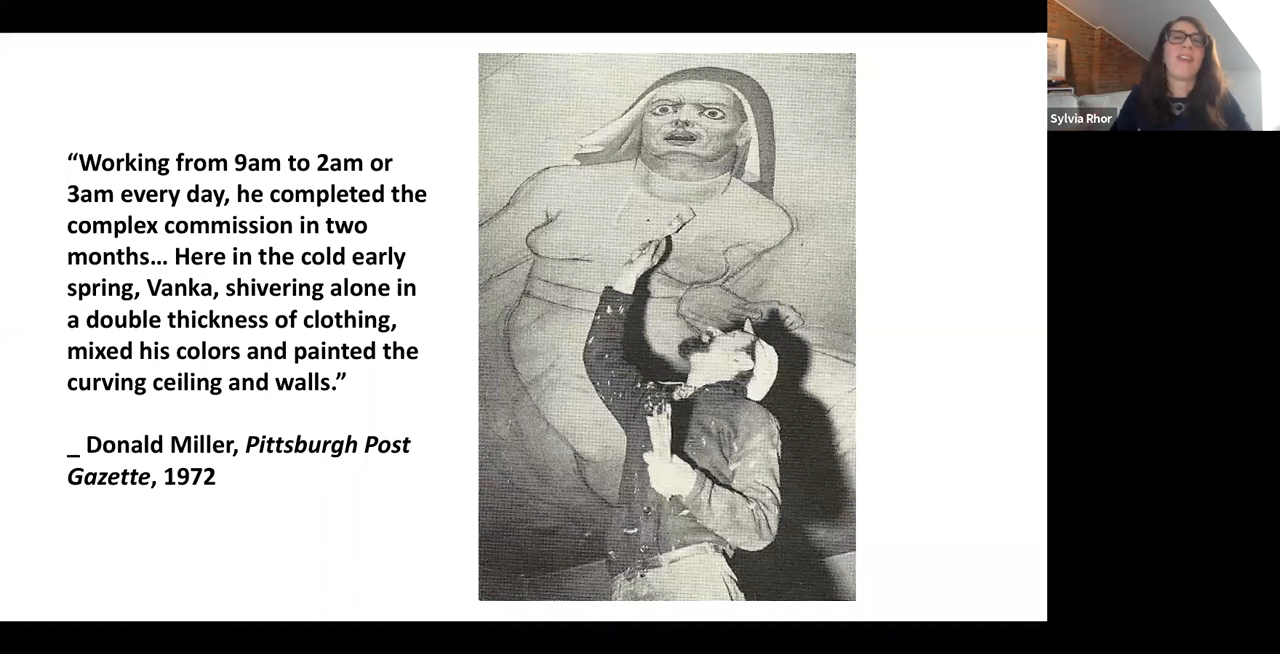 “Working from 9am to 2am or
3am every day, he completed the
complex commission in two
months... Here in the cold early
spring, Vanka, shivering alone in
a double thickness of clothing,
mixed his colors and painted the
curving ceiling and walls.”
_ Donald Miller, Pittsburgh Post
Gazette, 1972
Sylvia Rhor